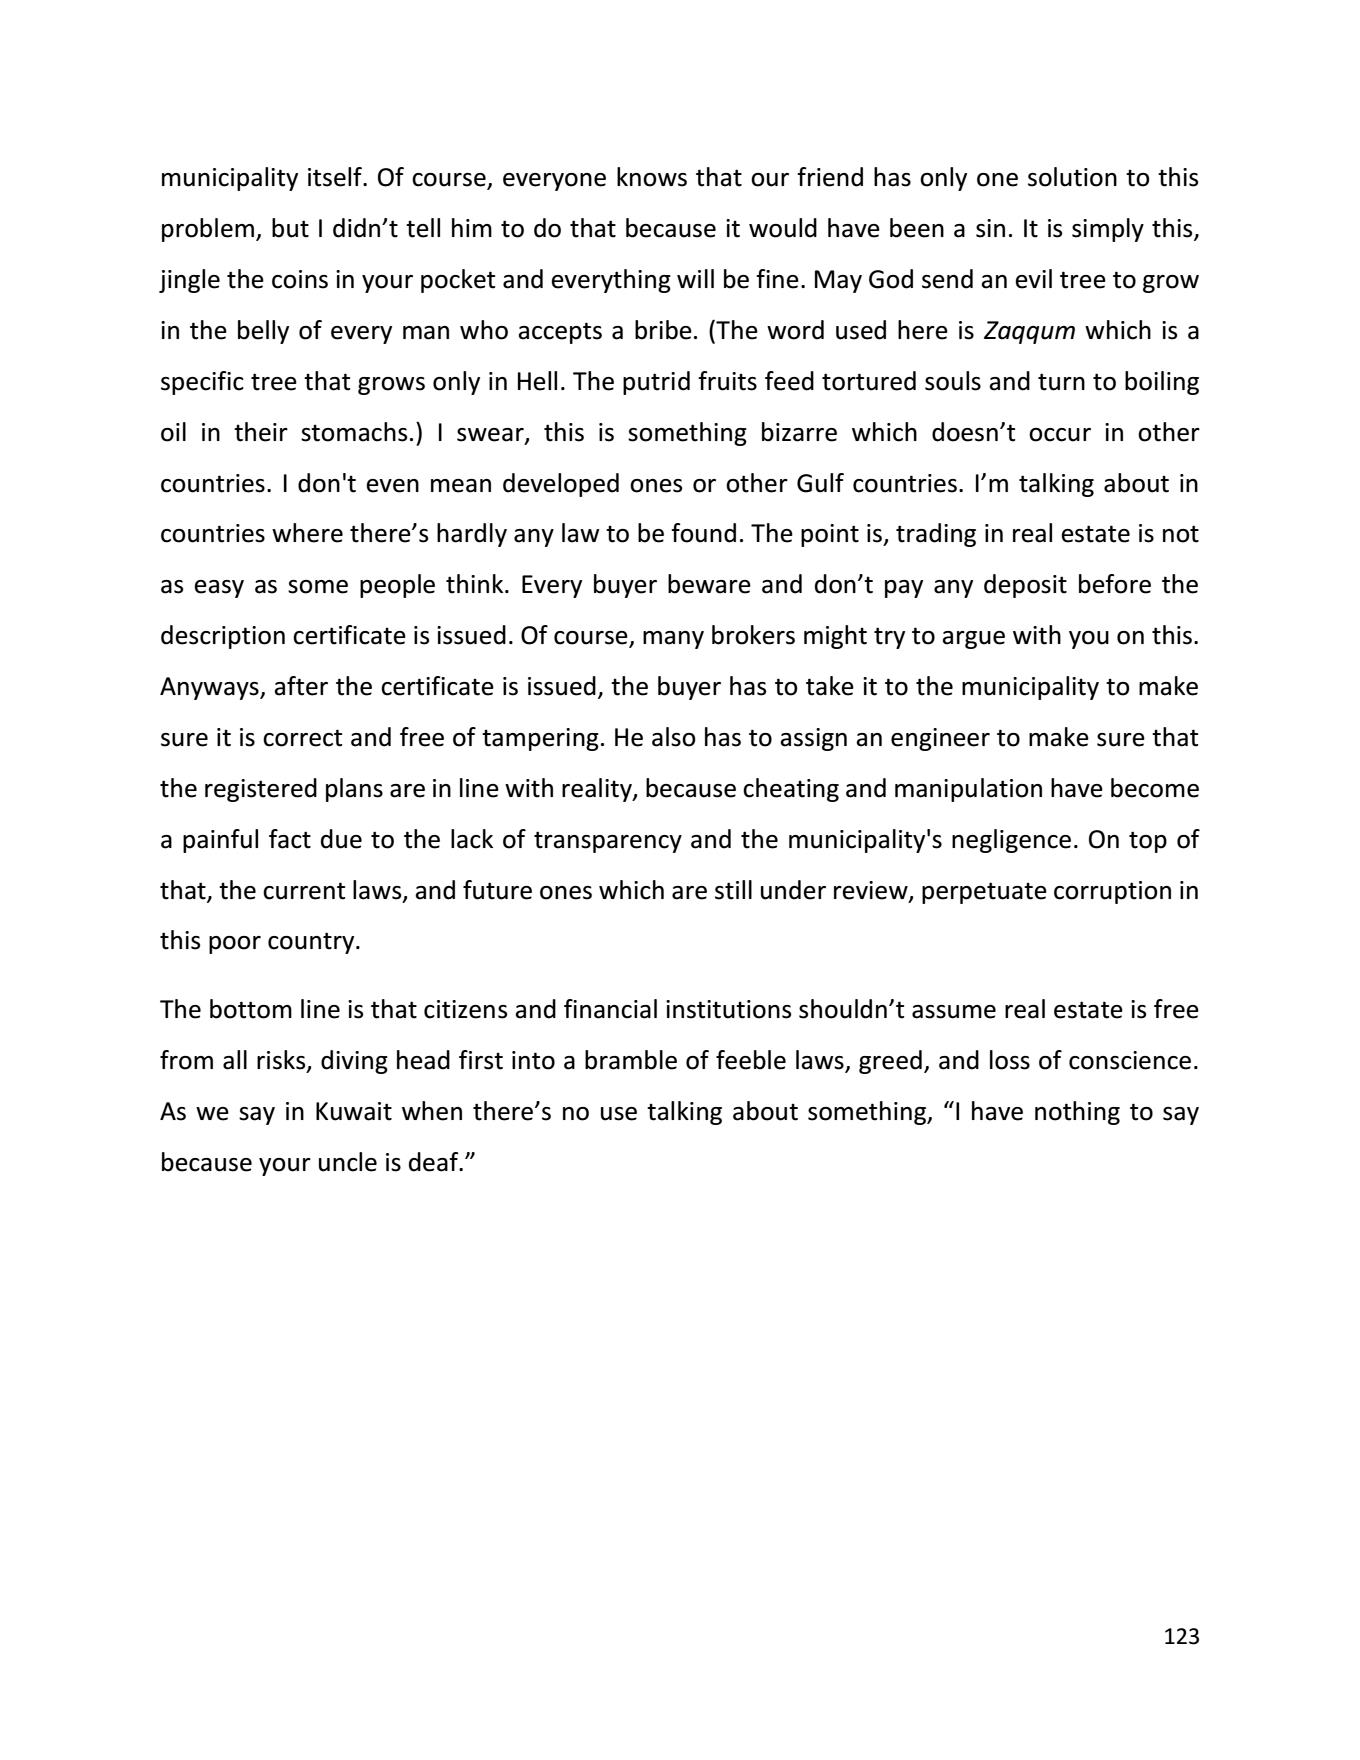 municipality itself. Of course, everyone knows that our friend has only one solution to this
problem, but I didn’t tell him to do that because it would have been a sin. It is simply this,
jingle the coins in your pocket and everything will be fine. May God send an evil tree to grow
in the belly of every man who accepts a bribe. (The word used here is Zaqqum which is a
specific tree that grows only in Hell. The putrid fruits feed tortured souls and turn to boiling
oil in their stomachs.) I swear, this is something bizarre which doesn’t occur in other
countries. I don't even mean developed ones or other Gulf countries. I’m talking about in
countries where there’s hardly any law to be found. The point is, trading in real estate is not
as easy as some people think. Every buyer beware and don’t pay any deposit before the
description certificate is issued. Of course, many brokers might try to argue with you on this.
Anyways, after the certificate is issued, the buyer has to take it to the municipality to make
sure it is correct and free of tampering. He also has to assign an engineer to make sure that
the registered plans are in line with reality, because cheating and manipulation have become
a painful fact due to the lack of transparency and the municipality's negligence. On top of
that, the current laws, and future ones which are still under review, perpetuate corruption in
this poor country.
The bottom line is that citizens and financial institutions shouldn’t assume real estate is free
from all risks, diving head first into a bramble of feeble laws, greed, and loss of conscience.
As we say in Kuwait when there’s no use talking about something, “I have nothing to say
because your uncle is deaf.”
123